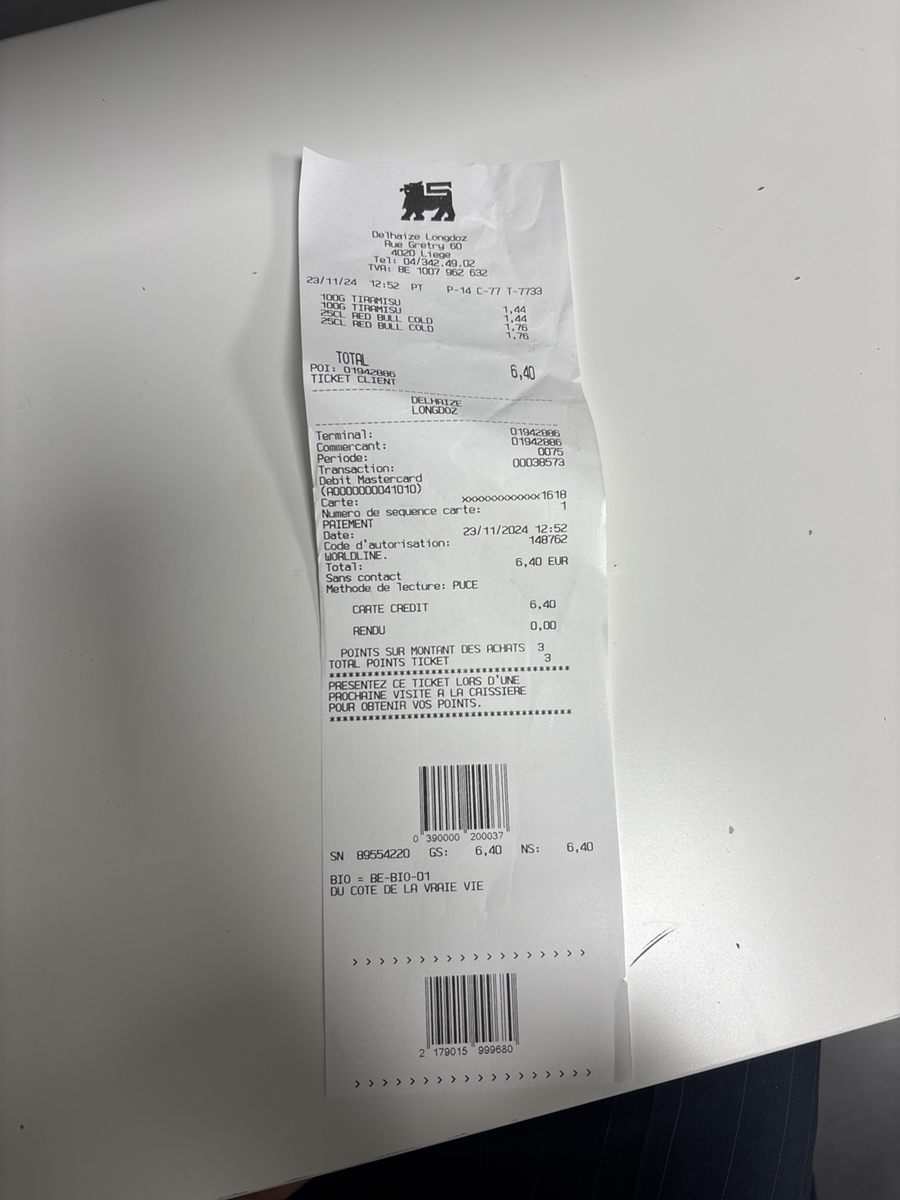 Delhaize Longdoz
Rue Gretry 60
4020 Liege
Tel: 04/342.49.02
TVA: BE 1007 962 632
23/11/24 12:52 PT P-14 C-77 T-7733
100G TIRAMISU 1,44
100G TIRAMISU 1,44
25CL RED BULL COLD 1,76
25CL RED BULL COLD 1,76
TOTAL 6,40
POI: 01942886
TICKET CLIENT
DELHAIZE
LONGDOZ
Terminal: 01942886
Commercant: 01942886
Periode: 0075
Transaction: 00038573
Debit Mastercard
(A0000000041010)
Carte: xxxxxxxxxxxx1618
Numero de sequence carte: 1
PAIEMENT
Date: 23/11/2024 12:52
Code d'autorisation: 148762
WORLDLINE.
Total: 6,40 EUR
Sans contact
Methode de lecture: PUCE
CARTE CREDIT 6,40
RENDU 0,00
POINTS SUR MONTANT DES ACHATS 3
TOTAL POINTS TICKET 3
************************************
PRESENTEZ CE TICKET LORS D'UNE
PROCHAINE VISITE A LA CAISSIERE
POUR OBTENIR VOS POINTS.
************************************
0 390000 200037
SN 89554220 GS: 6,40 NS: 6,40
BIO = BE-BIO-01
DU COTE DE LA VRAIE VIE
> > > > > > > > > > > > > > > > > >
2 179015 999680
> > > > > > > > > > > > > > > > > >